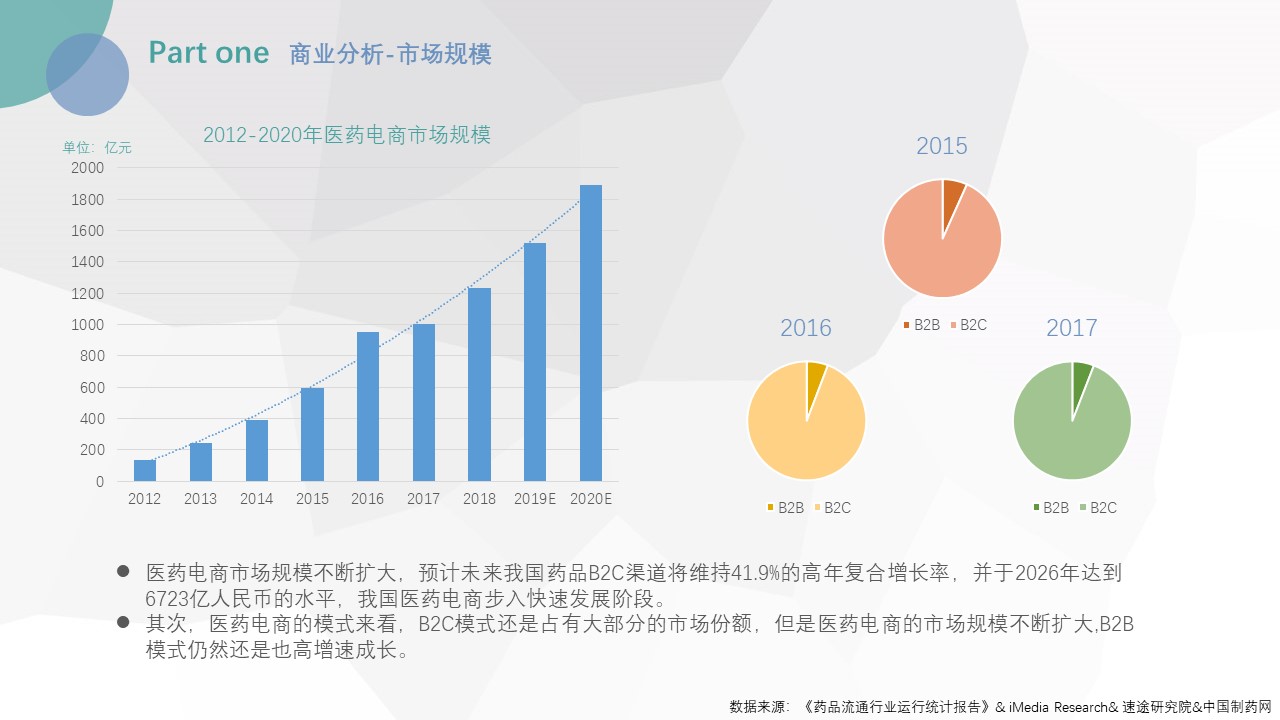 Part one 商业分析-市场规模
2012-2020年医药电商市场规模
单位：亿元
2000
1800
1600
1400
1200
1000
800
600
400
200
0
2012 2013 2014 2015 2016 2017 2018 2019E 2020E
2015
B2B B2C
2016
B2B B2C
2017
B2B B2C
医药电商市场规模不断扩大，预计未来我国药品B2C渠道将维持41.9%的高年复合增长率，并于2026年达到
6723亿人民币的水平，我国医药电商步入快速发展阶段。
其次，医药电商的模式来看，B2C模式还是占有大部分的市场份额，但是医药电商的市场规模不断扩大,B2B
模式仍然还是也高增速成长。
数据来源：《药品流通行业运行统计报告》& iMedia Research& 速途研究院&中国制药网